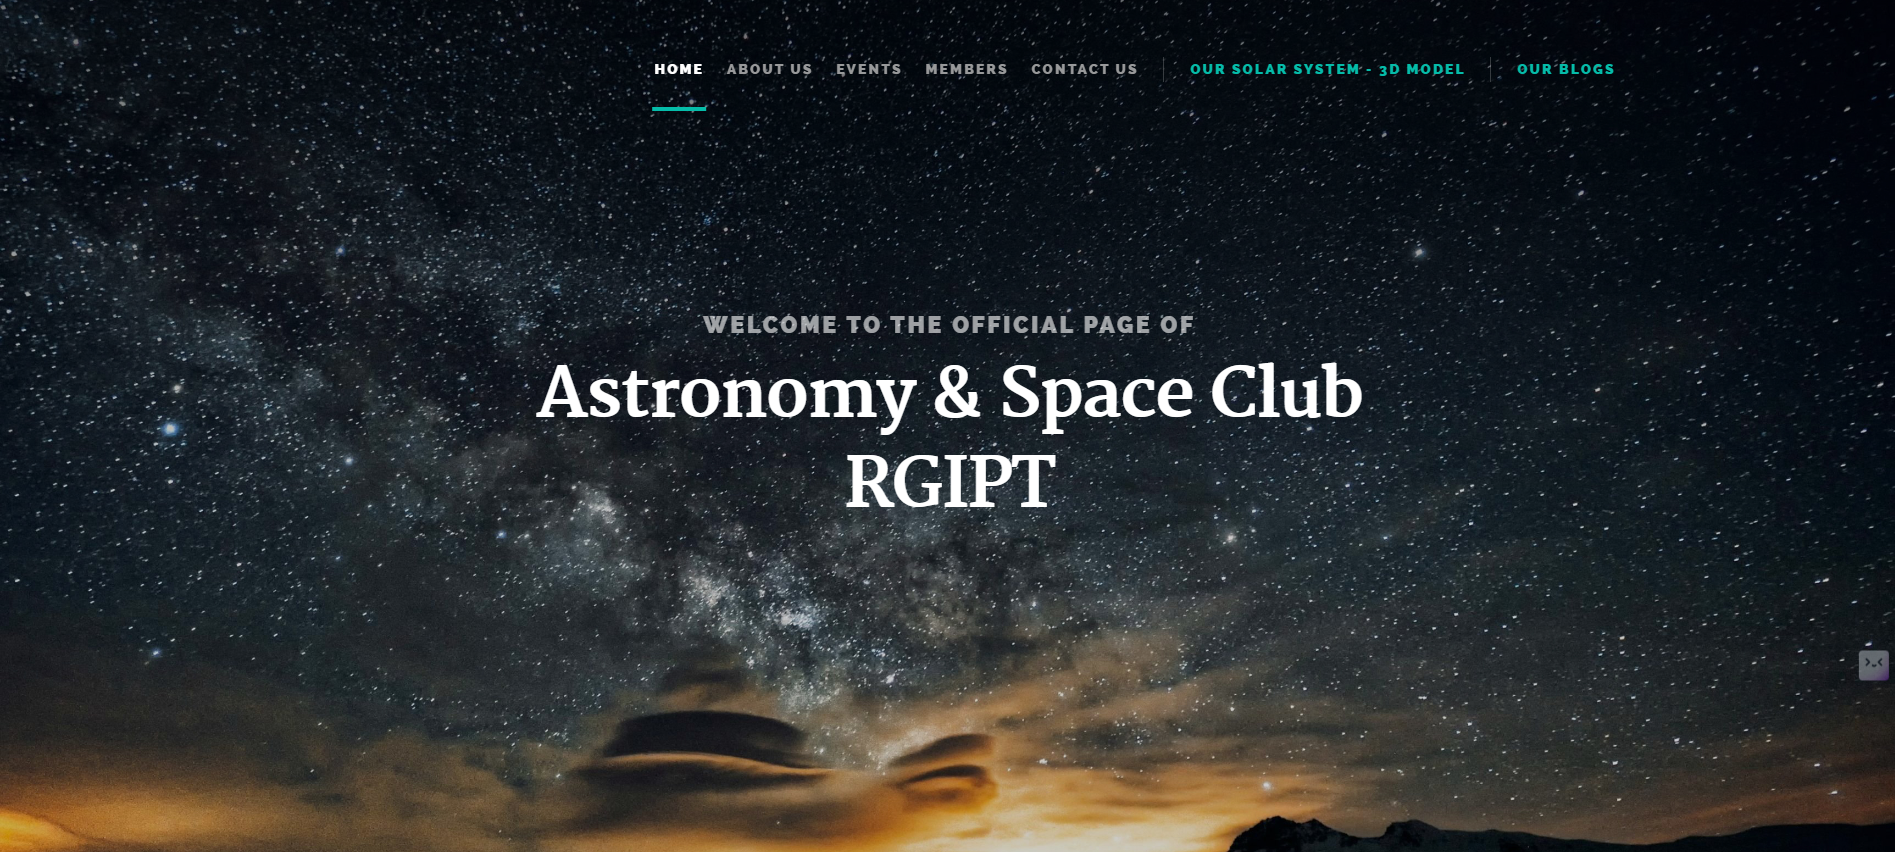 HOME ABOUT US EVENTS MEMBERS CONTACT US OUR SOLAR SYSTEM - 3D MODEL OUR BLOGS
WELCOME TO THE OFFICIAL PAGE OF
Astronomy & Space Club
RGIPT